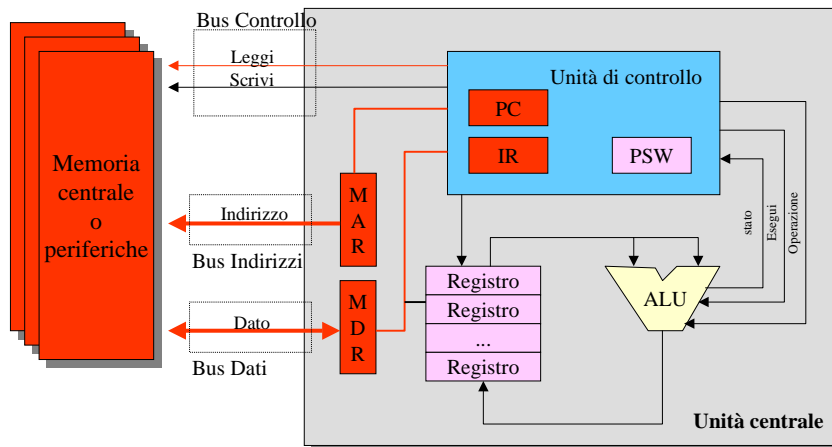 Bus Controllo
Leggi
Scrivi
Unità di controllo
PC
IR
PSW
Memoria
centrale
o
periferiche
Indirizzo
M
A
R
Bus Indirizzi
stato
Esegui
Operazione
Registro
Registro
...
Registro
ALU
Dato
M
D
R
Bus Dati
Unità centrale